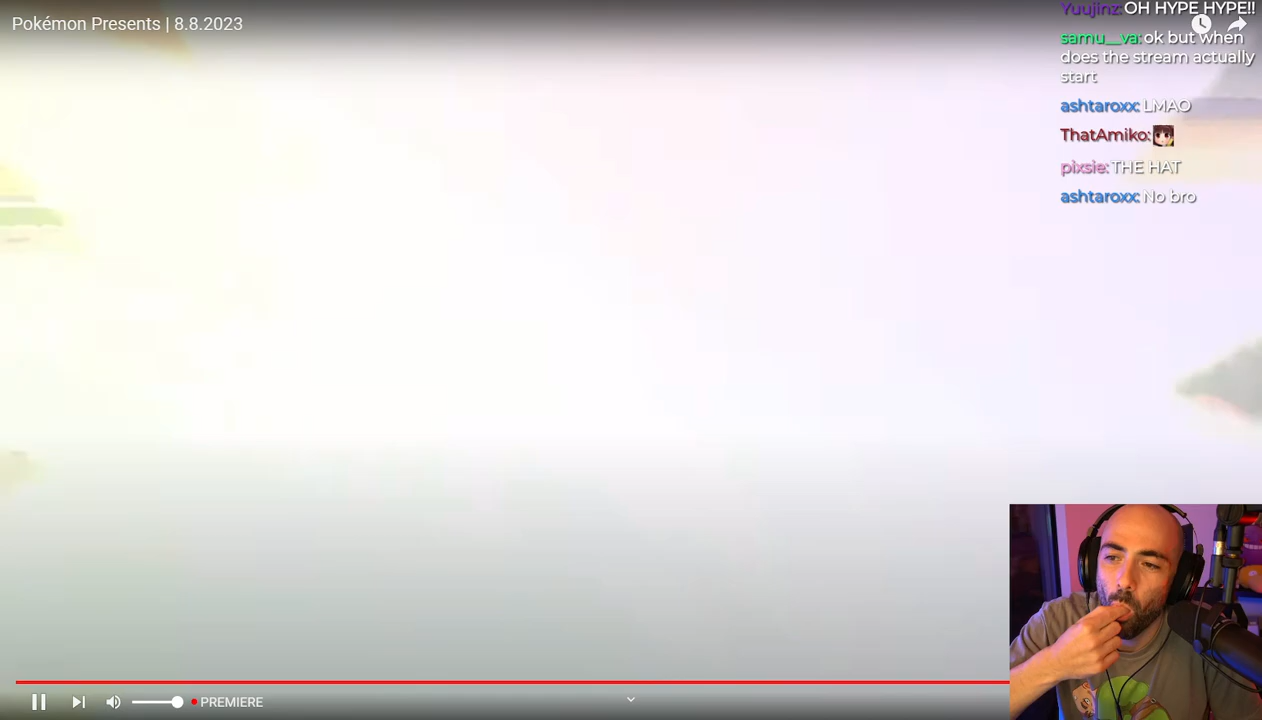 Pokémon Presents | 8.8.2023
Yuujinz: OH HYPE HYPE!!
samu__va: ok but when
does the stream actually
start
ashtaroxx: LMAO
ThatAmiko:
pixsie: THE HAT
ashtaroxx: No bro
PREMIERE